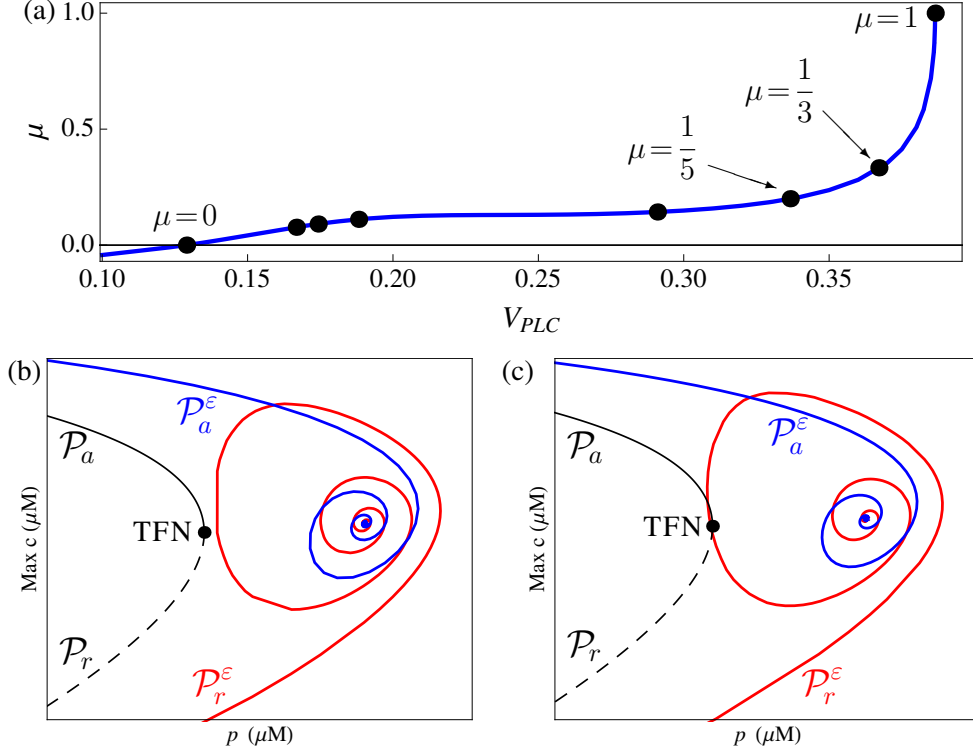 (a)
1.0
0.5
0.0
μ
μ=0
μ=1/5
μ=1/3
μ=1
0.10
0.15
0.20
0.25
0.30
0.35
V_PLC
(b)
Max c (μM)
𝒫_a
𝒫_a^ε
TFN
𝒫_r
𝒫_r^ε
p (μM)
(c)
Max c (μM)
𝒫_a
𝒫_a^ε
TFN
𝒫_r
𝒫_r^ε
p (μM)